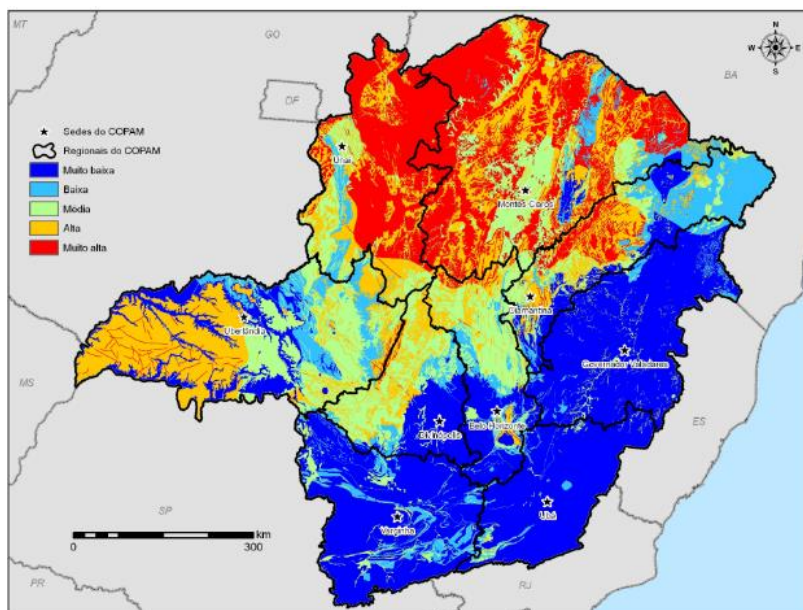 MT
GO
N
W E
S
BA
DF
Sedes do COPAM
Regionais do COPAM
Muito baixa
Baixa
Média
Alta
Muito alta
Unaí
Montes Claros
Diamantina
Uberlândia
Governador Valadares
MS
Belo Horizonte
Divinópolis
ES
SP
Ubá
Varginha
0 300
km
PR
RJ